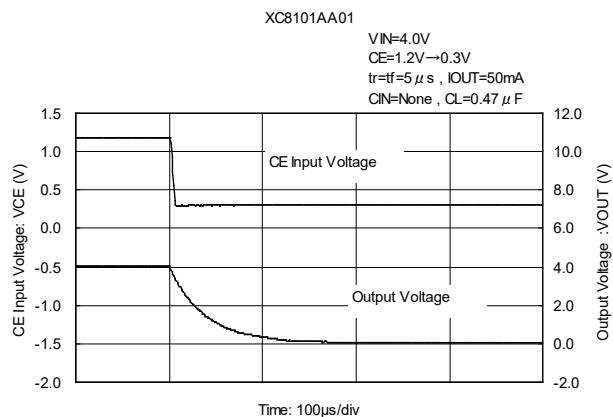 XC8101AA01
VIN=4.0V
CE=1.2V→0.3V
tr=tf=5μs , IOUT=50mA
CIN=None , CL=0.47μF
CE Input Voltage: VCE (V)
1.5
1.0
0.5
0.0
-0.5
-1.0
-1.5
-2.0
CE Input Voltage
Output Voltage
12.0
10.0
8.0
6.0
4.0
2.0
0.0
-2.0
Output Voltage :VOUT (V)
Time: 100μs/div